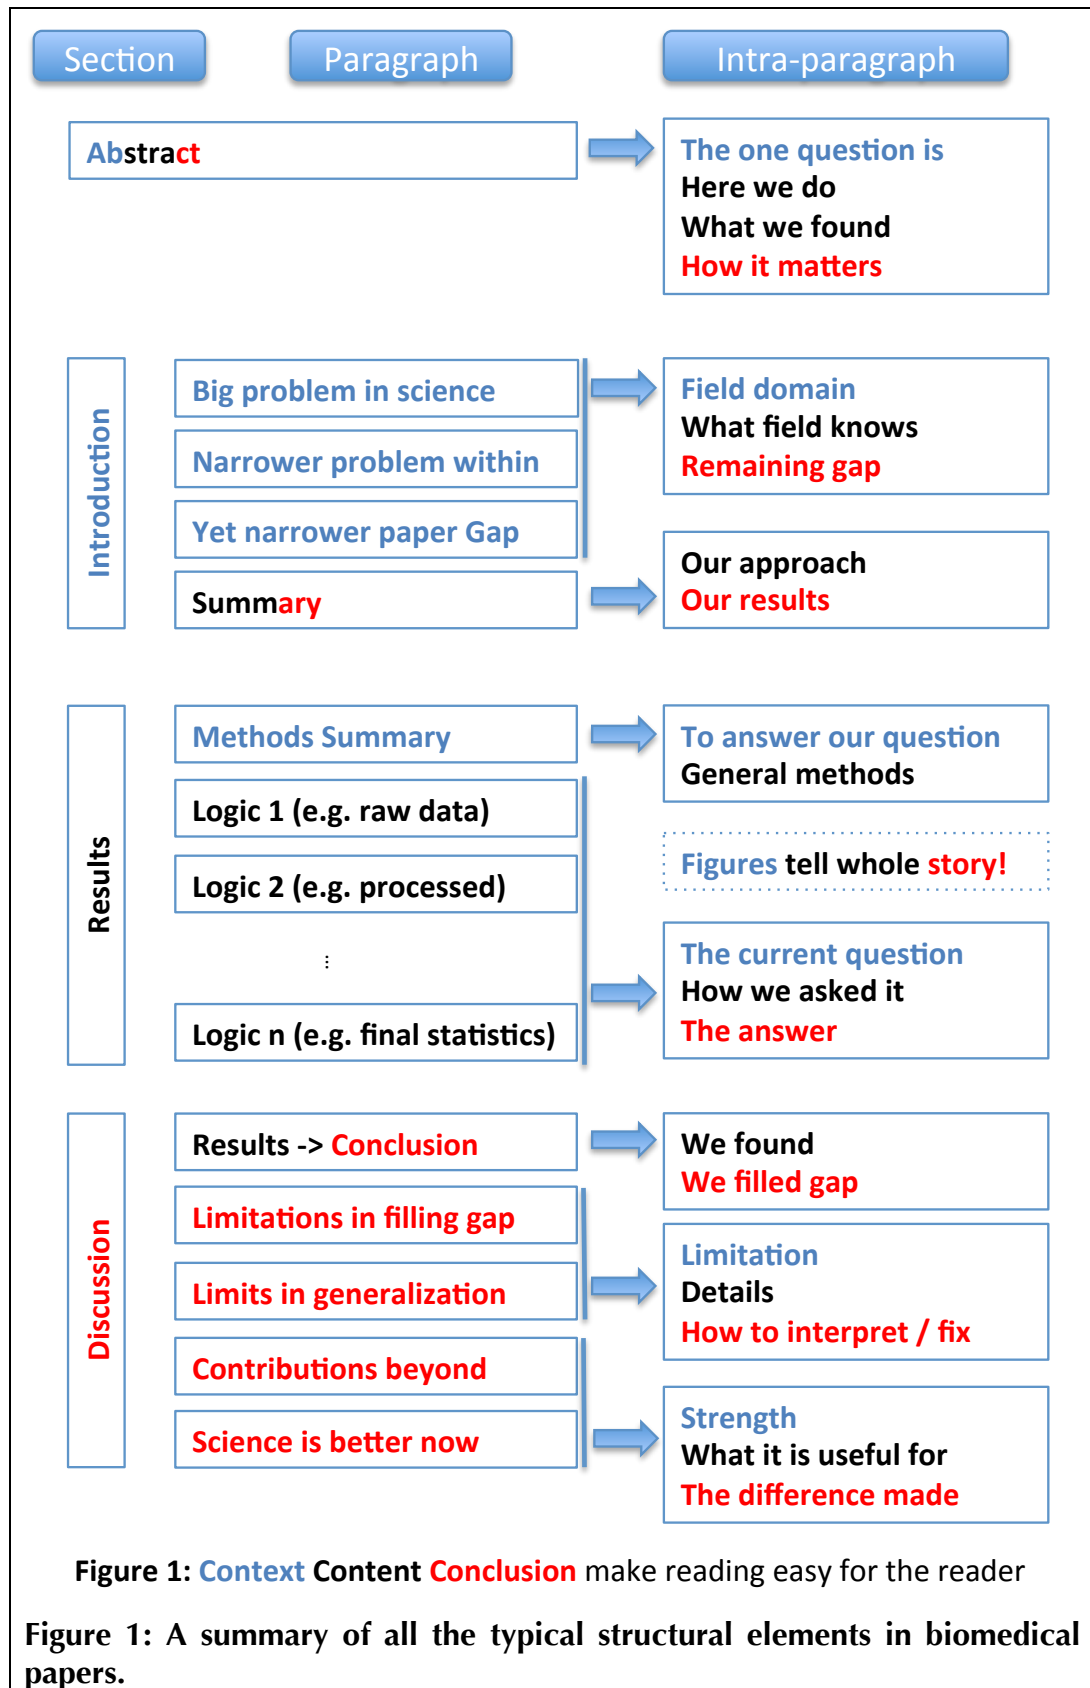 Section
Paragraph
Intra-paragraph
Abstract
The one question is
Here we do
What we found
How it matters
Introduction
Big problem in science
Narrower problem within
Yet narrower paper Gap
Summary
Field domain
What field knows
Remaining gap
Our approach
Our results
Results
Methods Summary
Logic 1 (e.g. raw data)
Logic 2 (e.g. processed)
...
Logic n (e.g. final statistics)
To answer our question
General methods
Figures tell whole story!
The current question
How we asked it
The answer
Discussion
Results -> Conclusion
Limitations in filling gap
Limits in generalization
Contributions beyond
Science is better now
We found
We filled gap
Limitation
Details
How to interpret / fix
Strength
What it is useful for
The difference made
Figure 1: Context Content Conclusion make reading easy for the reader
Figure 1: A summary of all the typical structural elements in biomedical
papers.